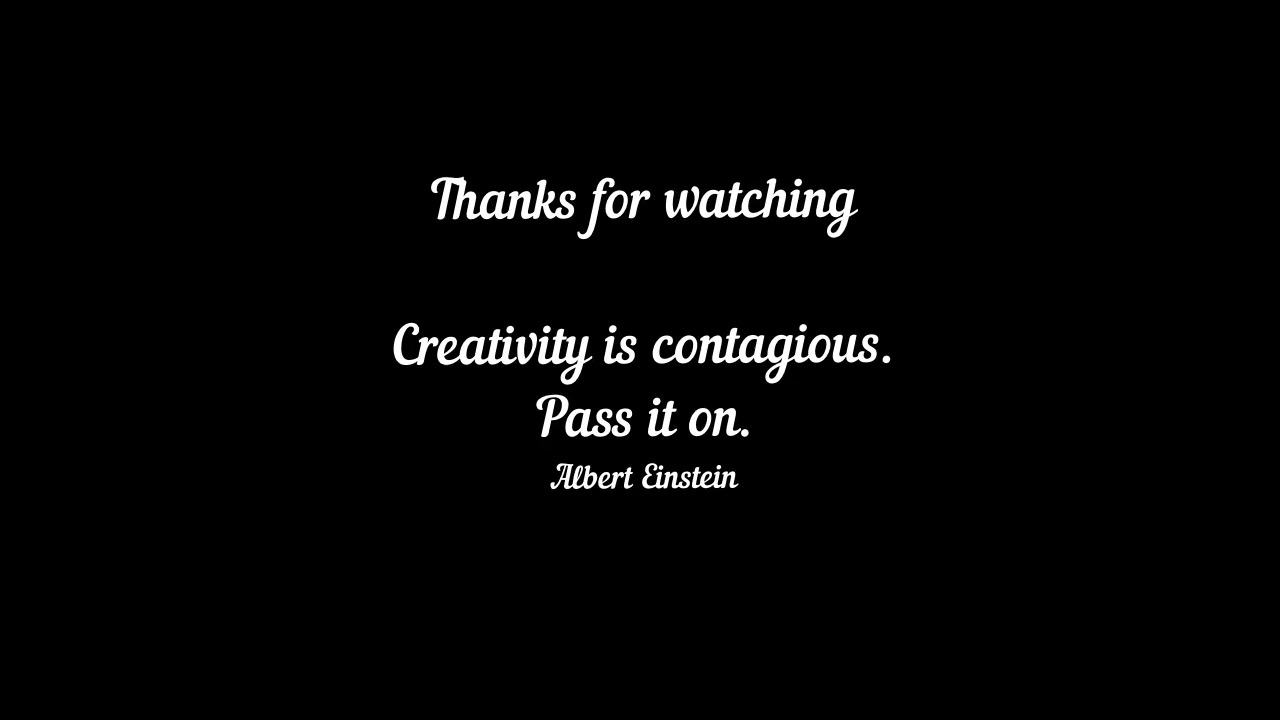 Thanks for watching
Creativity is contagious.
Pass it on.
Albert Einstein